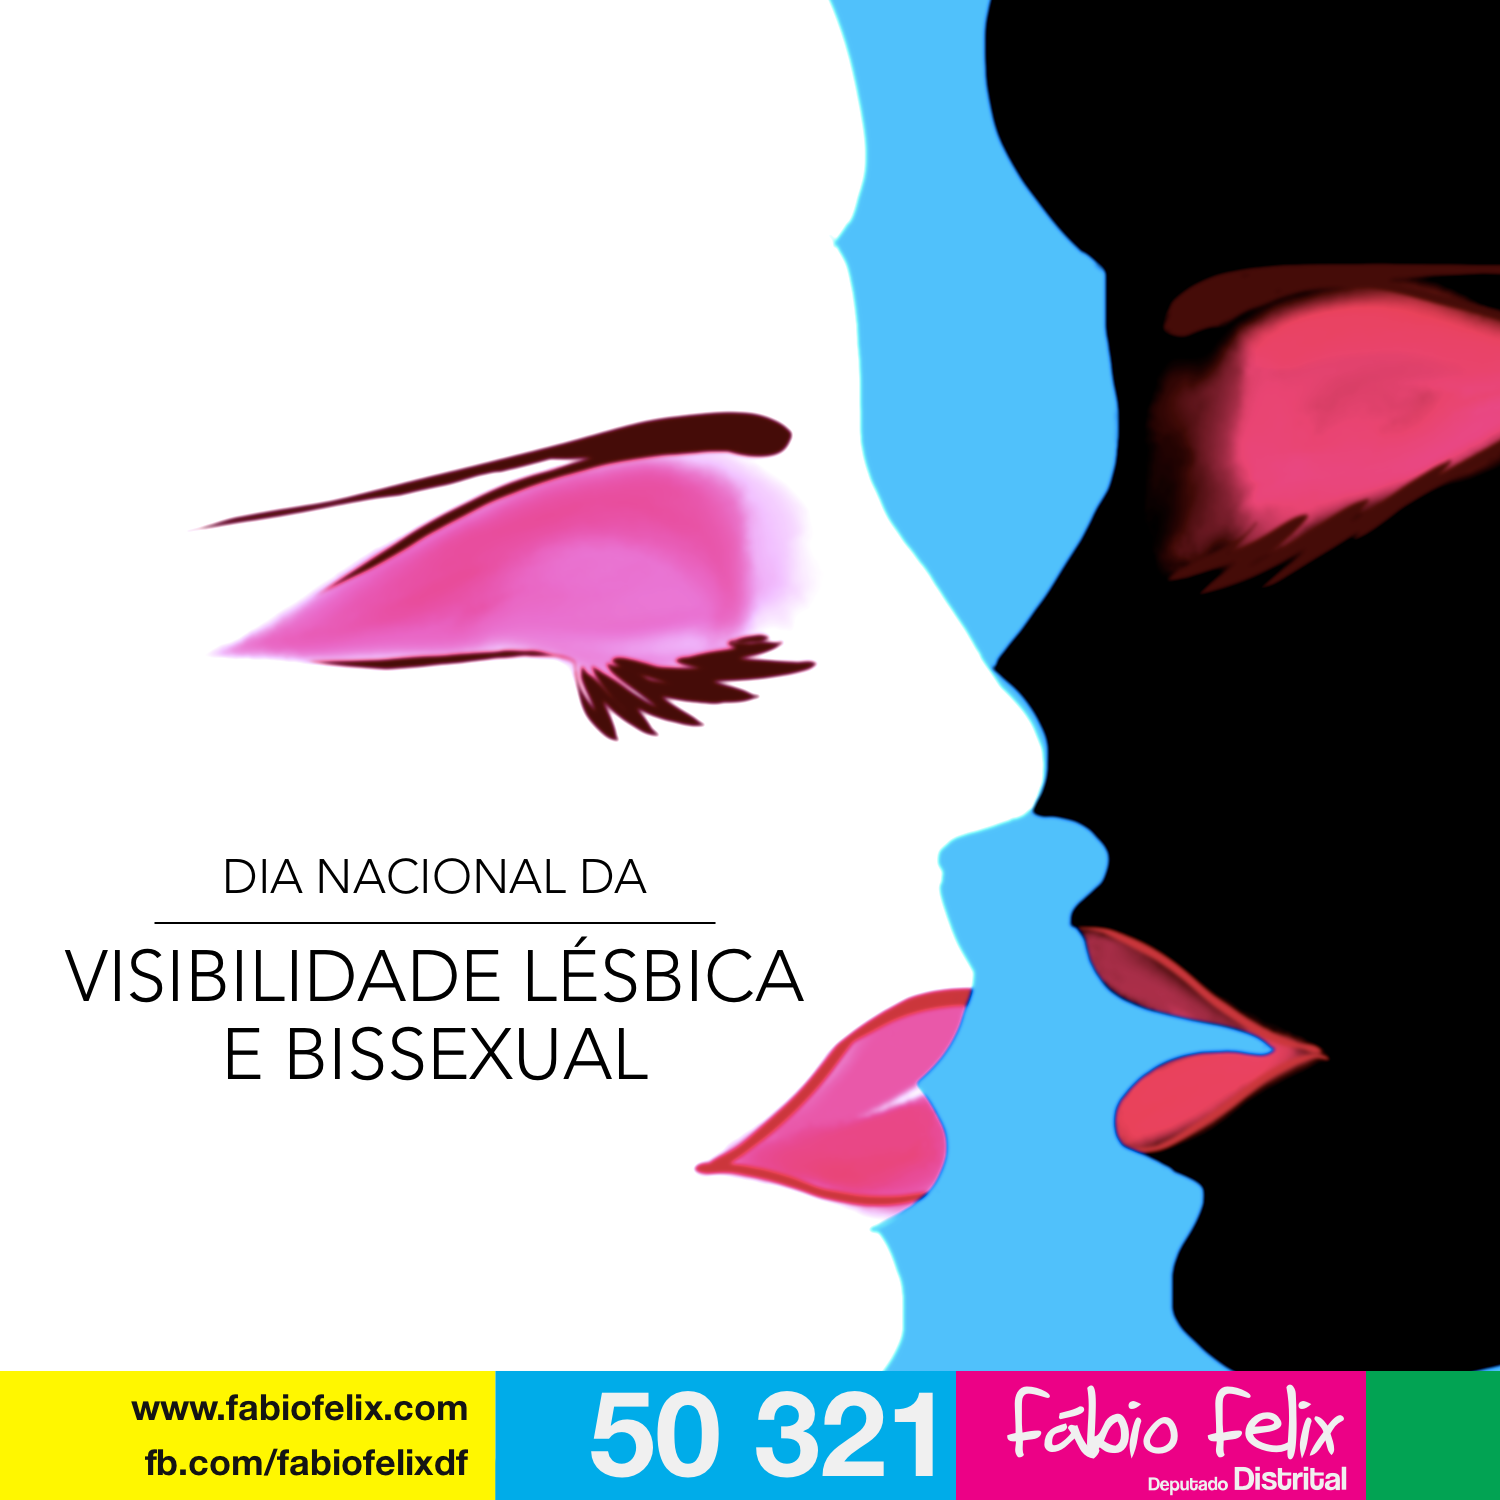 DIA NACIONAL DA
VISIBILIDADE LÉSBICA
E BISSEXUAL
www.fabiofelix.com
fb.com/fabiofelixdf
50 321
Fábio Felix
Deputado Distrital